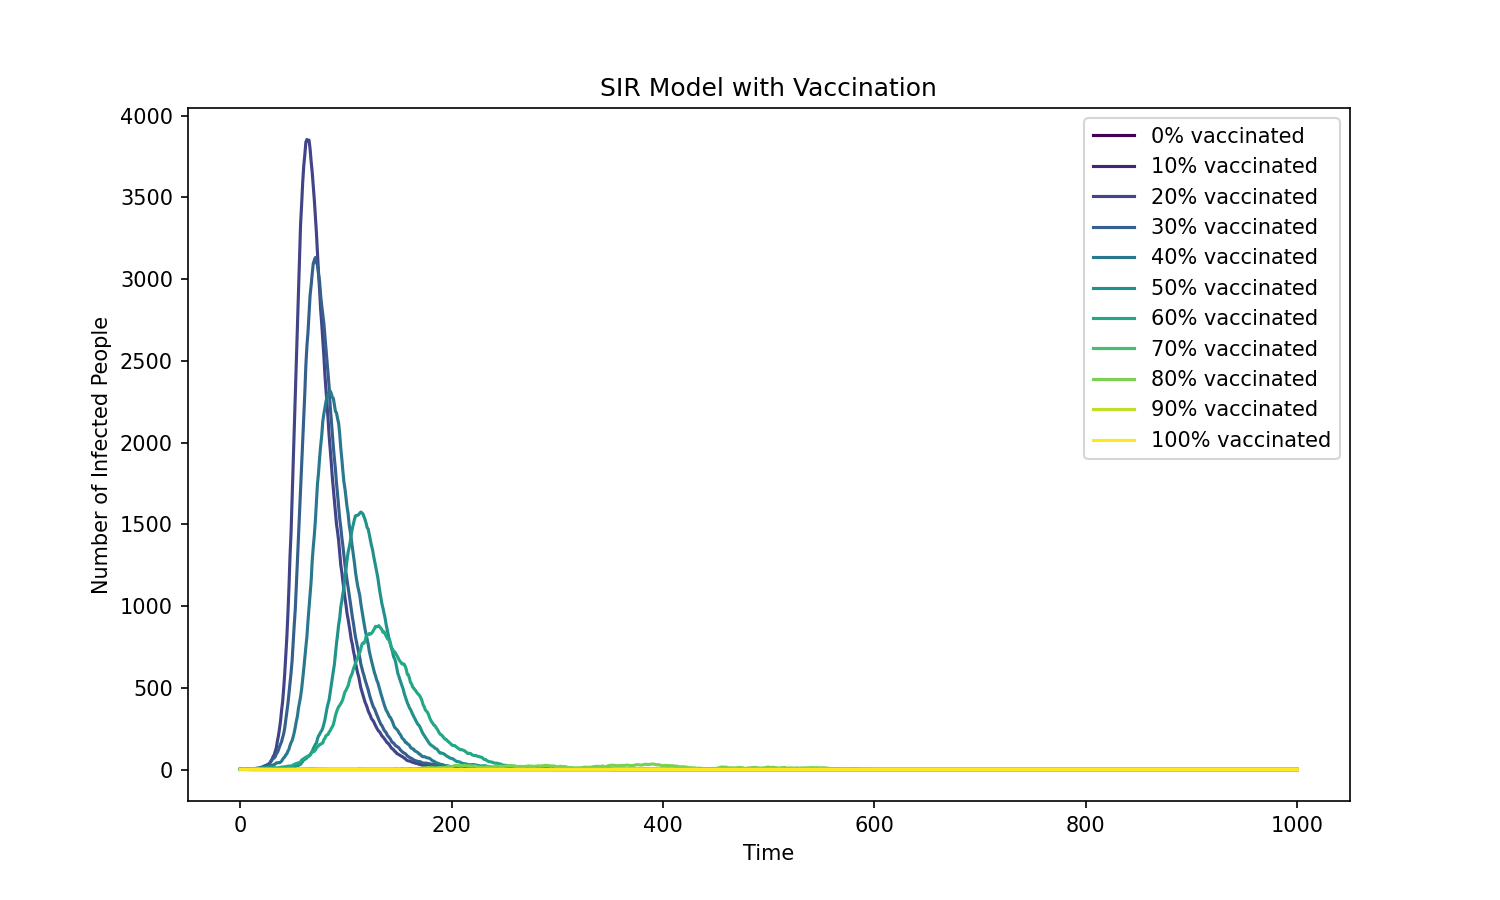 SIR Model with Vaccination
4000
3500
3000
2500
2000
1500
1000
500
0
Number of Infected People
0% vaccinated
10% vaccinated
20% vaccinated
30% vaccinated
40% vaccinated
50% vaccinated
60% vaccinated
70% vaccinated
80% vaccinated
90% vaccinated
100% vaccinated
0 200 400 600 800 1000
Time